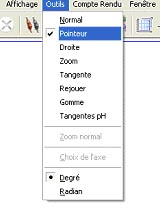 Affichage Outils Compte Rendu Fenêtre
Normal
Pointeur
Droite
Zoom
Tangente
Rejouer
Gomme
Tangentes pH
Zoom normal
Choix de l'axe
Degré
Radian